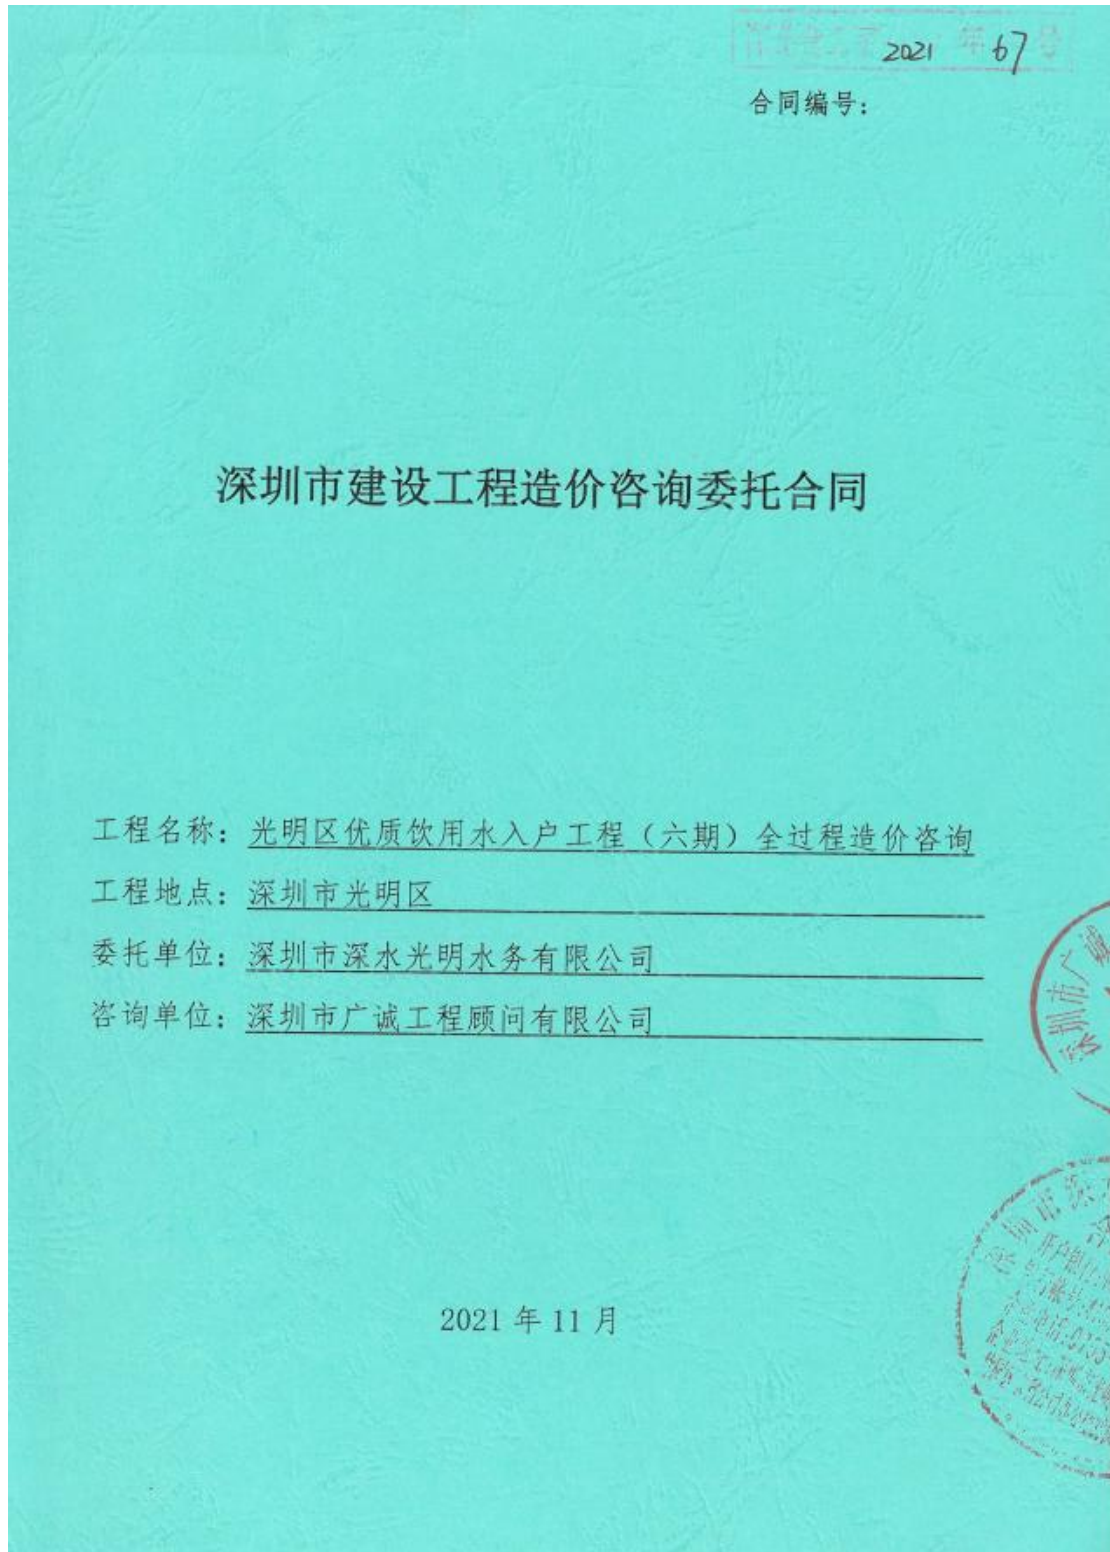 2021 年 67 号
合同编号：
深圳市建设工程造价咨询委托合同
工程名称：光明区优质饮用水入户工程（六期）全过程造价咨询
工程地点：深圳市光明区
委托单位：深圳市深水光明水务有限公司
咨询单位：深圳市广诚工程顾问有限公司
深圳市广诚
2021 年 11 月